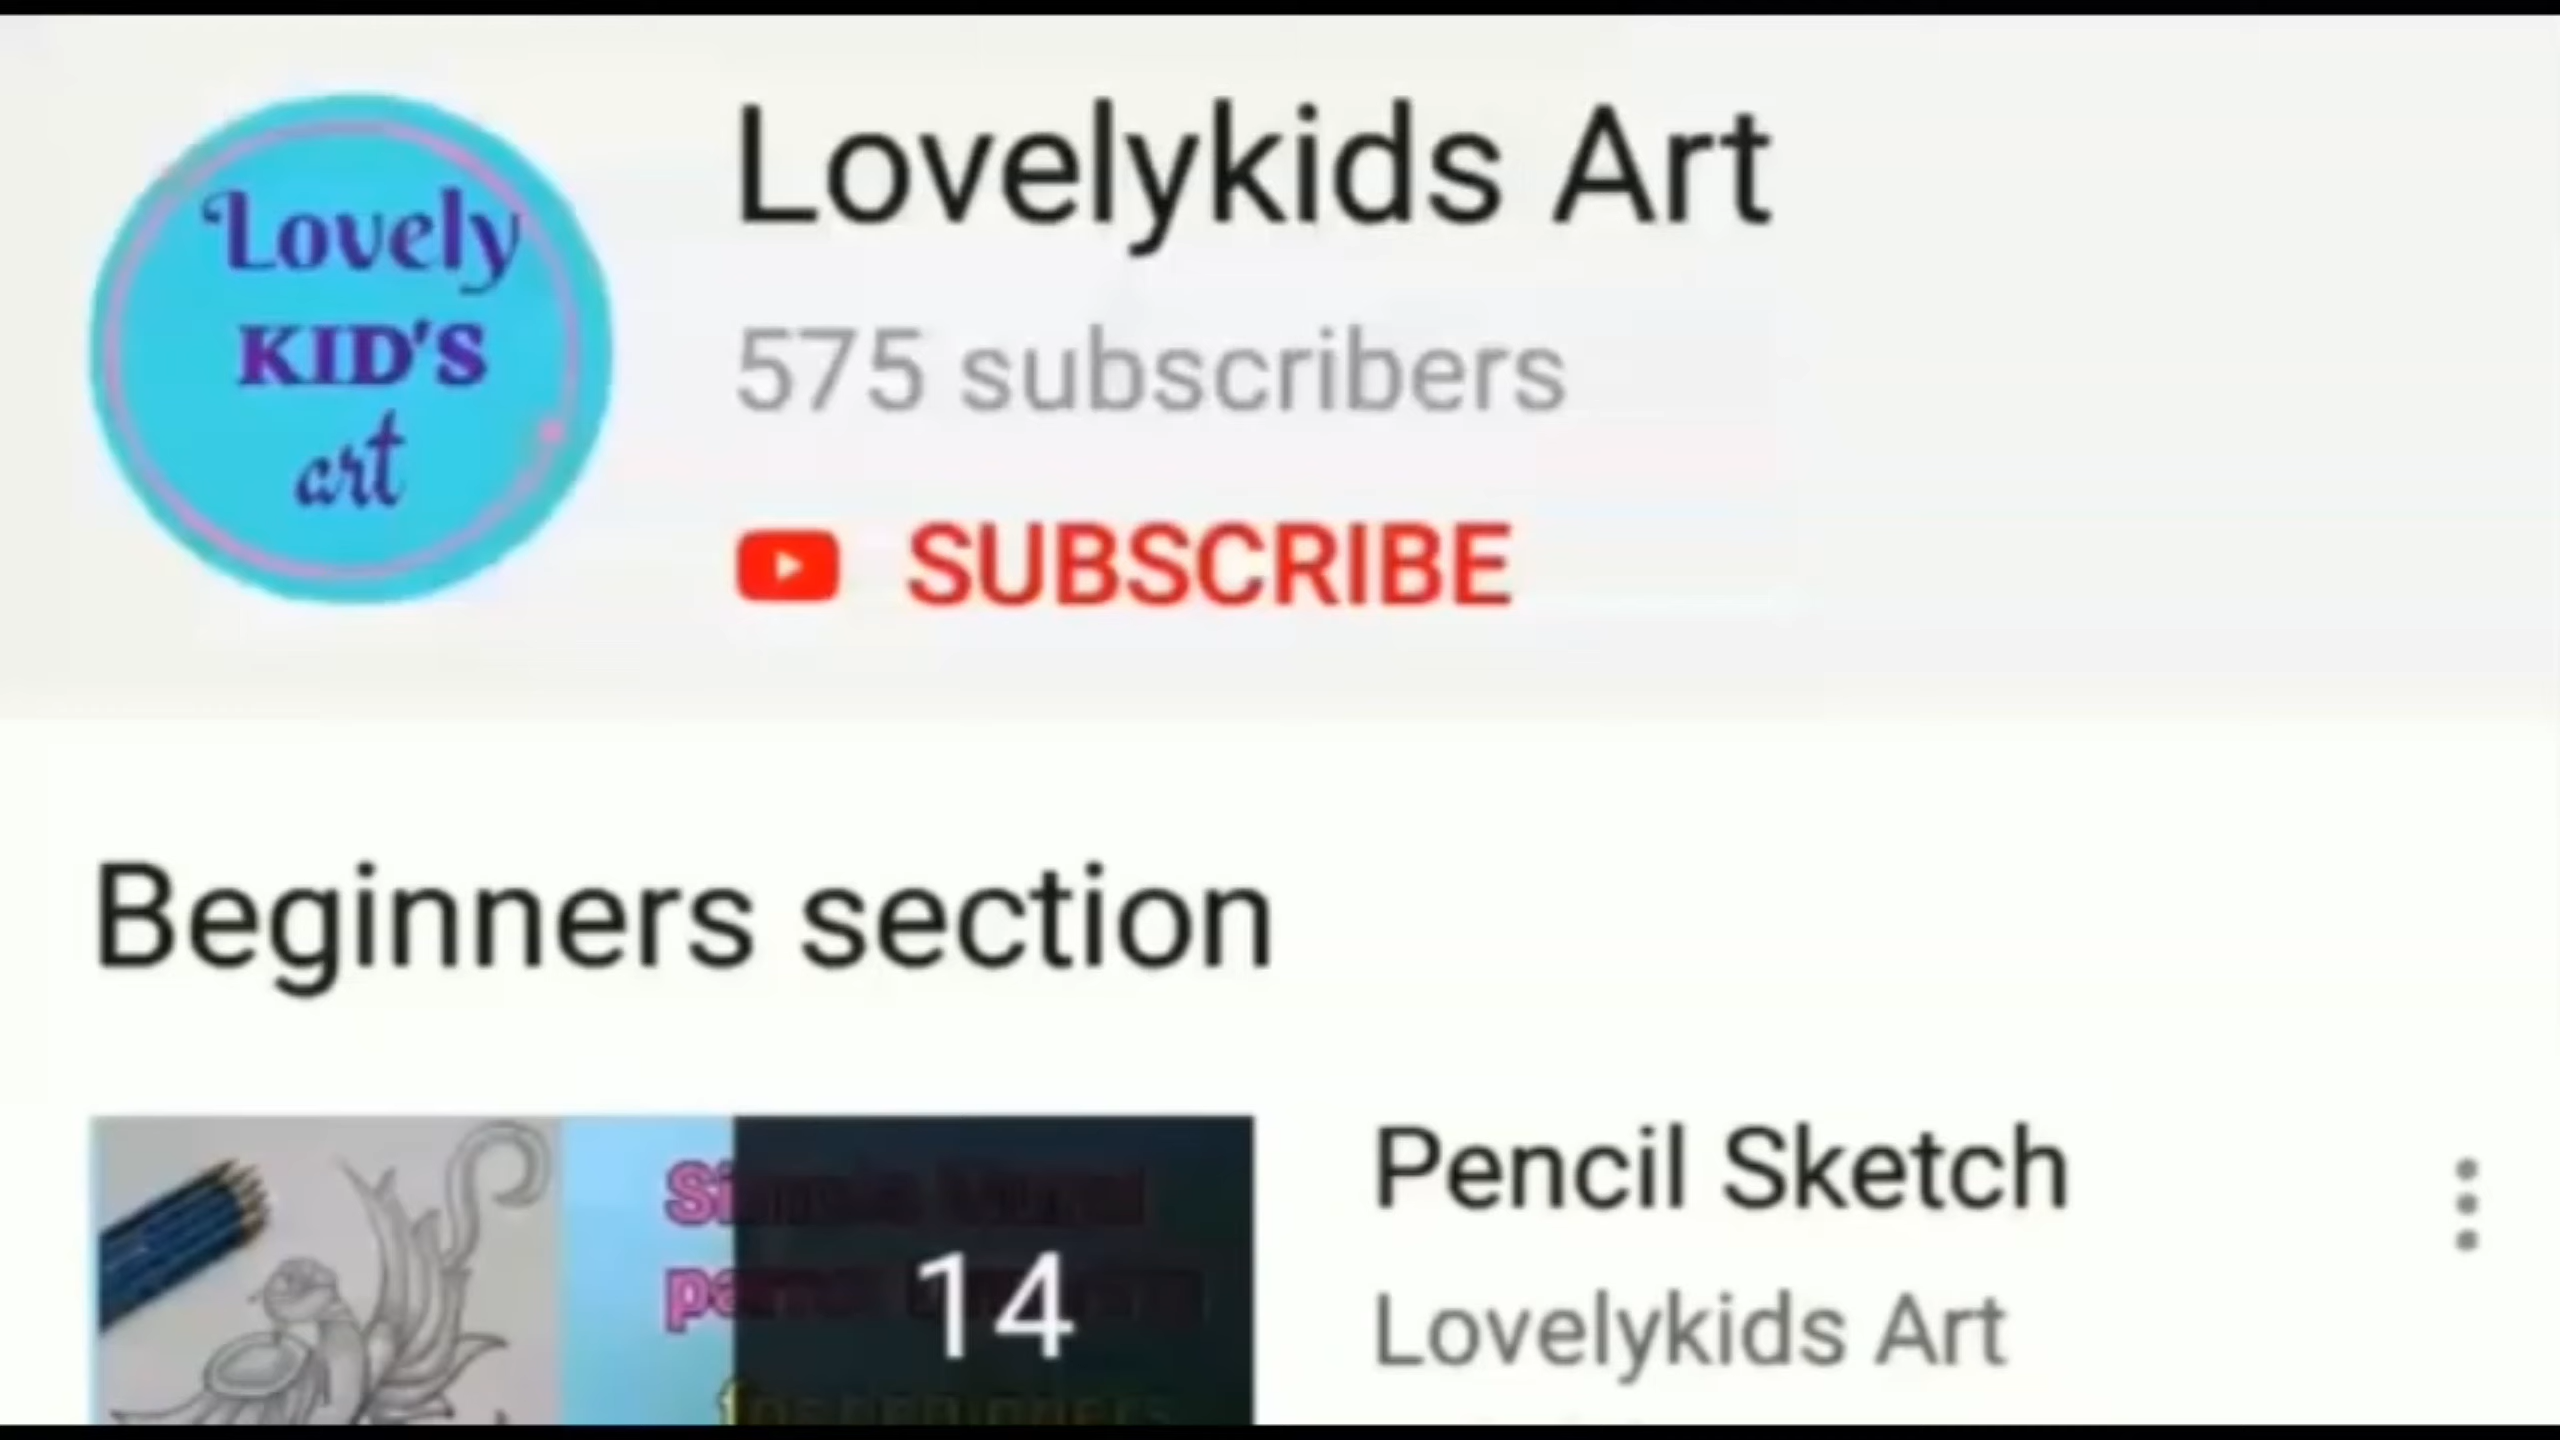 Lovely
KID'S
art
Lovelykids Art
575 subscribers
SUBSCRIBE
Beginners section
14
Pencil Sketch
Lovelykids Art